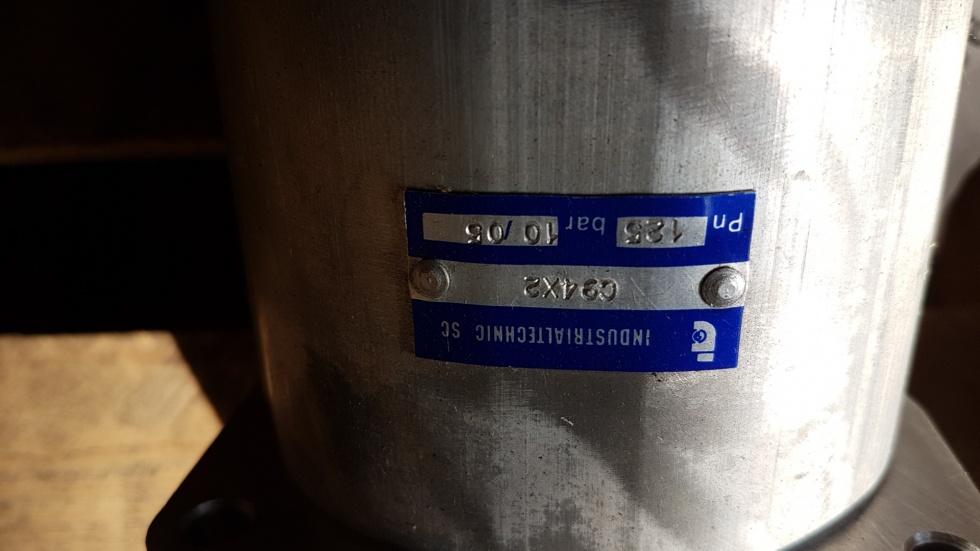 INDUSTRIALTECHNIC SC
C94X2
Pn 125 bar 10/05